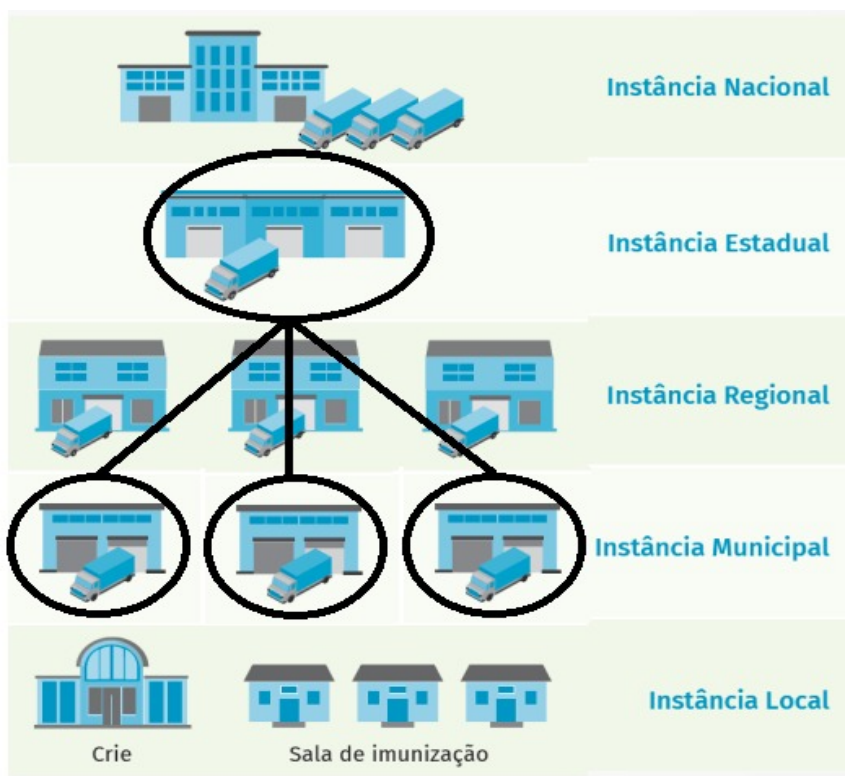 Instância Nacional
Instância Estadual
Instância Regional
Instância Municipal
Instância Local
Crie
Sala de imunização